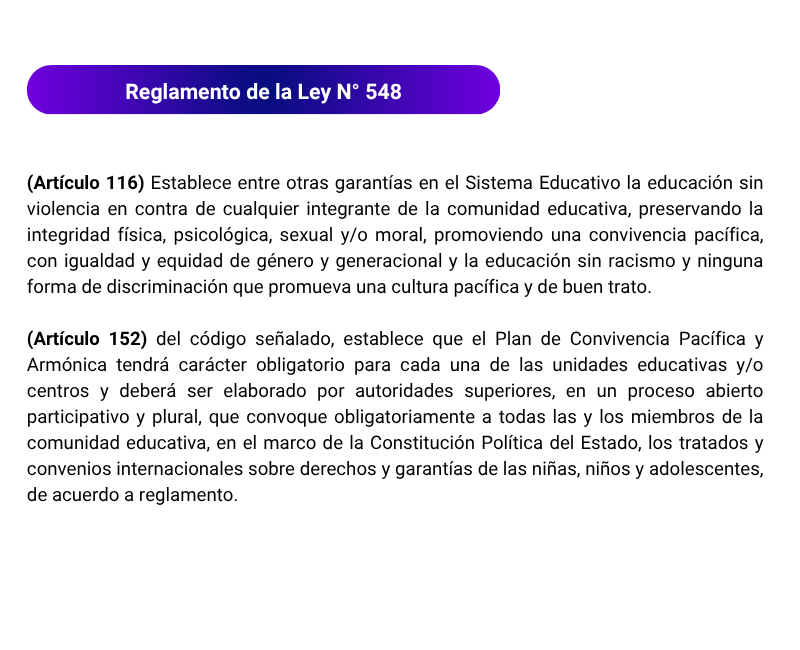 Reglamento de la Ley N° 548
(Artículo 116) Establece entre otras garantías en el Sistema Educativo la educación sin
violencia en contra de cualquier integrante de la comunidad educativa, preservando la
integridad física, psicológica, sexual y/o moral, promoviendo una convivencia pacífica,
con igualdad y equidad de género y generacional y la educación sin racismo y ninguna
forma de discriminación que promueva una cultura pacífica y de buen trato.
(Artículo 152) del código señalado, establece que el Plan de Convivencia Pacífica y
Armónica tendrá carácter obligatorio para cada una de las unidades educativas y/o
centros y deberá ser elaborado por autoridades superiores, en un proceso abierto
participativo y plural, que convoque obligatoriamente a todas las y los miembros de la
comunidad educativa, en el marco de la Constitución Política del Estado, los tratados y
convenios internacionales sobre derechos y garantías de las niñas, niños y adolescentes,
de acuerdo a reglamento.